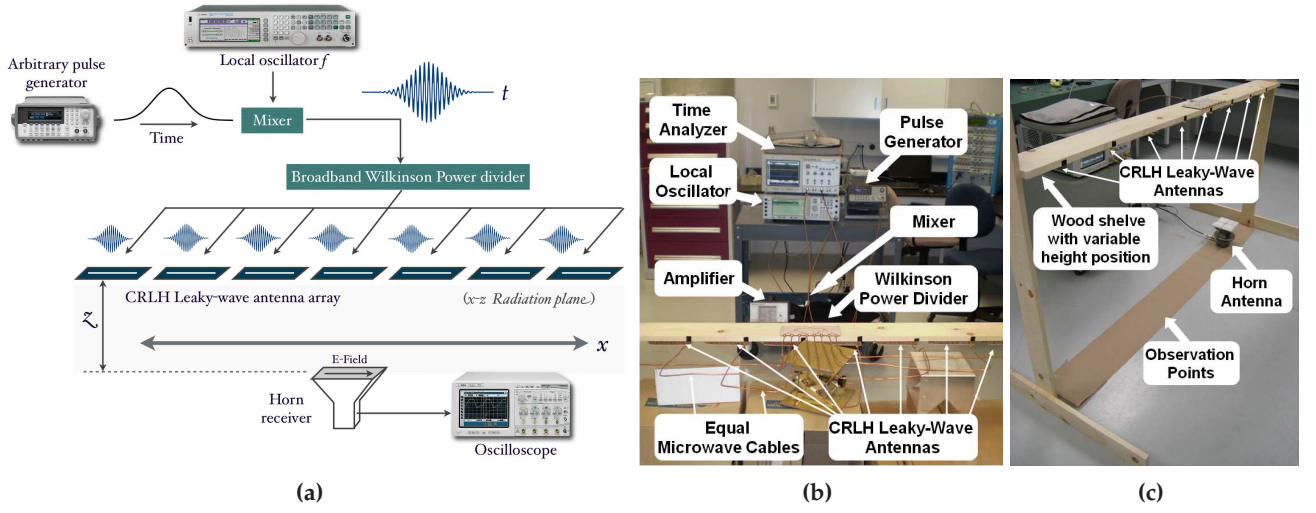 Local oscillator f
Arbitrary pulse
generator
Time
Mixer
t
Broadband Wilkinson Power divider
CRLH Leaky-wave antenna array
(x-z Radiation plane)
z
x
E-Field
Horn
receiver
Oscilloscope
(a)
Time
Analyzer
Pulse
Generator
Local
Oscillator
Mixer
Amplifier
Wilkinson
Power Divider
Equal
Microwave Cables
CRLH Leaky-Wave
Antennas
(b)
CRLH Leaky-Wave
Antennas
Wood shelve
with variable
height position
Horn
Antenna
Observation
Points
(c)